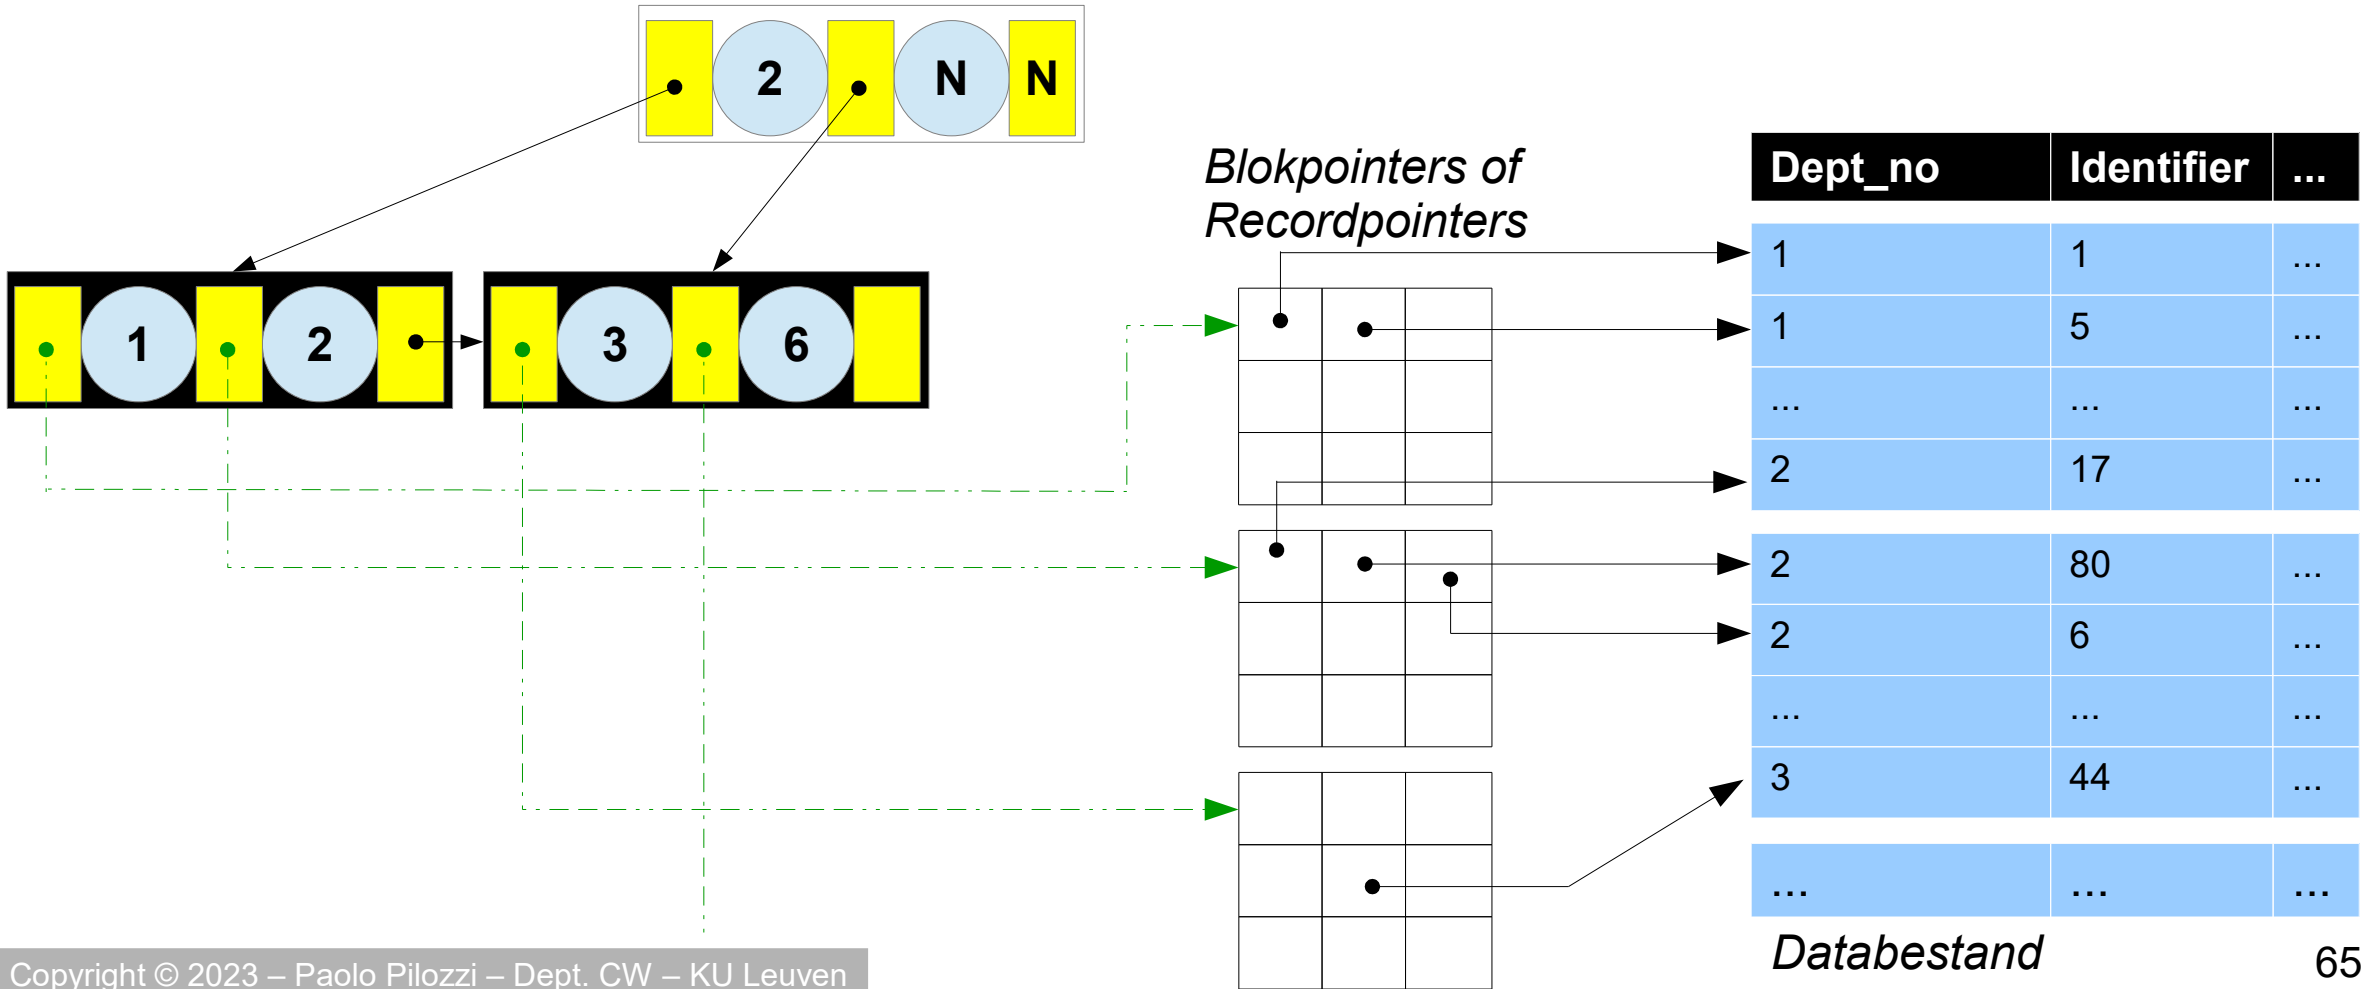 2 N N
1 2 3 6
Blokpointers of
Recordpointers
Dept_no Identifier ...
1 1 ...
1 5 ...
... ... ...
2 17 ...
2 80 ...
2 6 ...
... ... ...
3 44 ...
... ... ...
Databestand
65
Copyright © 2023 – Paolo Pilozzi – Dept. CW – KU Leuven